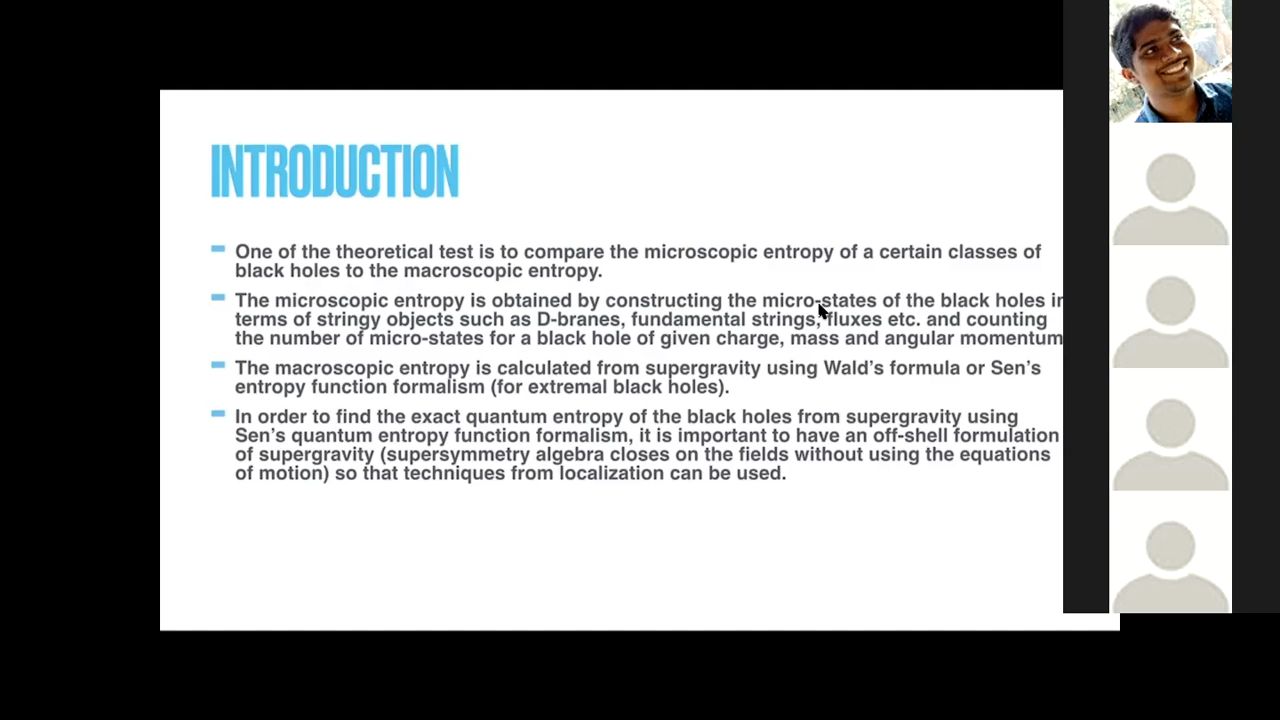 INTRODUCTION
One of the theoretical test is to compare the microscopic entropy of a certain classes of
black holes to the macroscopic entropy.
The microscopic entropy is obtained by constructing the micro-states of the black holes in
terms of stringy objects such as D-branes, fundamental strings, fluxes etc. and counting
the number of micro-states for a black hole of given charge, mass and angular momentum
The macroscopic entropy is calculated from supergravity using Wald's formula or Sen's
entropy function formalism (for extremal black holes).
In order to find the exact quantum entropy of the black holes from supergravity using
Sen's quantum entropy function formalism, it is important to have an off-shell formulation
of supergravity (supersymmetry algebra closes on the fields without using the equations
of motion) so that techniques from localization can be used.